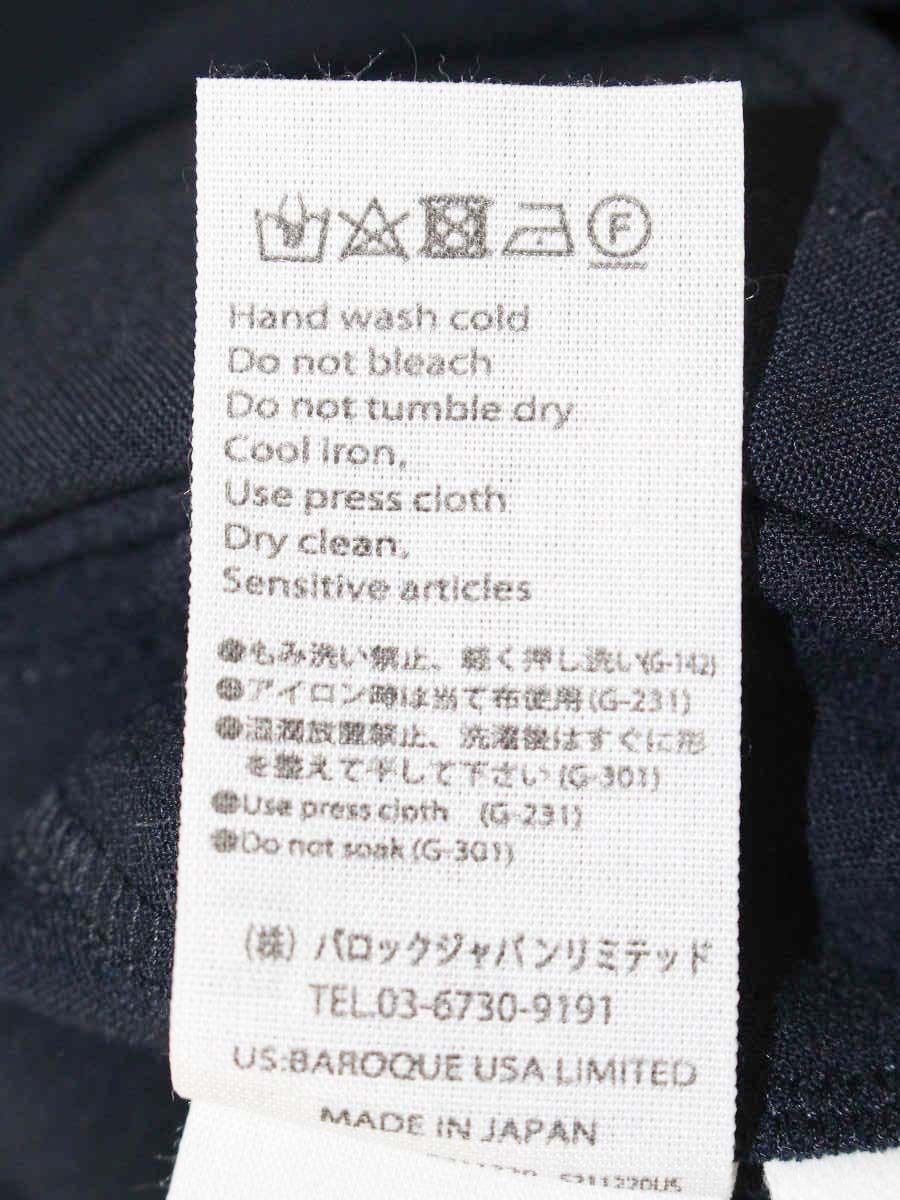 F
Hand wash cold
Do not bleach
Do not tumble dry
Cool iron,
Use press cloth
Dry clean,
Sensitive articles
●もみ洗い禁止、軽く押し洗い(G-142)
●アイロン時は当て布使用(G-231)
●湿潤放置禁止、洗濯後はすぐに形
を整えて干して下さい(G-301)
●Use press cloth (G-231)
●Do not soak(G-301)
(株) バロックジャパンリミテッド
TEL.03-6730-9191
US:BAROQUE USA LIMITED
MADE IN JAPAN